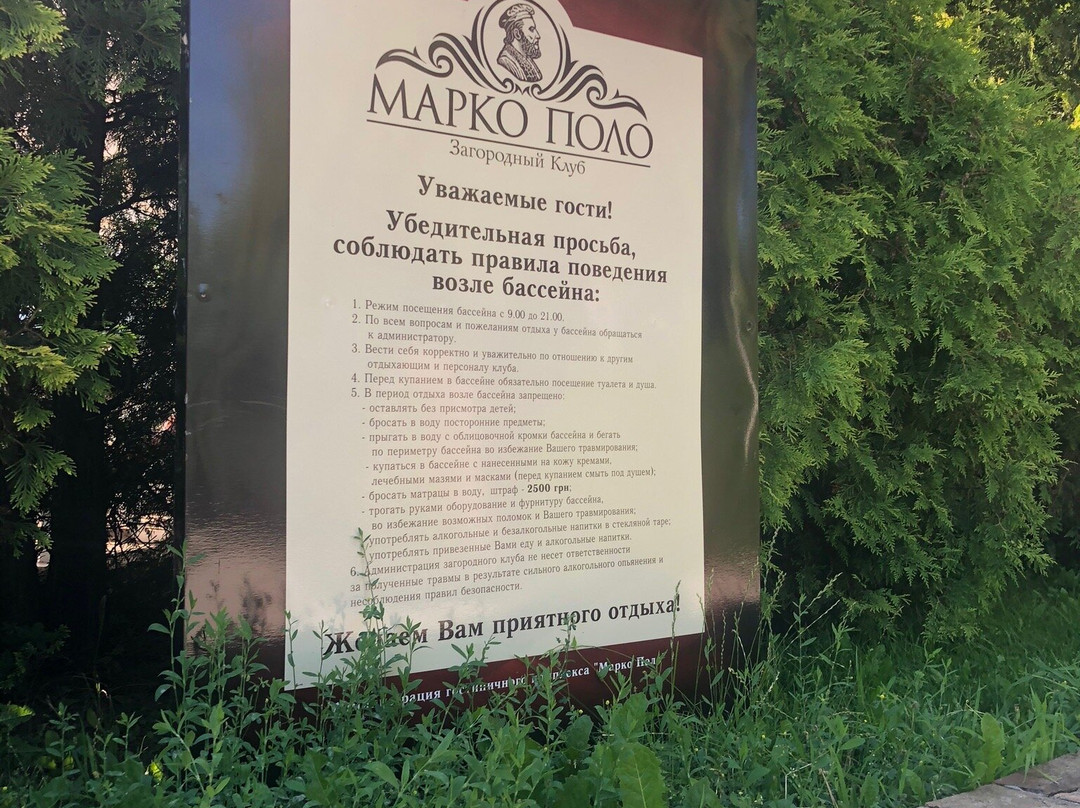 МАРКО ПОЛО
Загородный Клуб
Уважаемые гости!
Убедительная просьба,
соблюдать правила поведения
возле бассейна:
1. Режим посещения бассейна с 9.00 до 21.00.
2. По всем вопросам и пожеланиям отдыха у бассейна обращаться
к администратору.
3. Вести себя корректно и уважительно по отношению к другим
отдыхающим и персоналу клуба.
4. Перед купанием в бассейне обязательно посещение туалета и душа.
5. В период отдыха возле бассейна запрещено:
- оставлять без присмотра детей;
- бросать в воду посторонние предметы;
- прыгать в воду с облицовочной кромки бассейна и бегать
по периметру бассейна во избежание Вашего травмирования;
- купаться в бассейне с нанесенными на кожу кремами,
лечебными мазями и масками (перед купанием смыть под душем);
- бросать матрацы в воду, штраф - 2500 грн;
- трогать руками оборудование и фурнитуру бассейна,
во избежание возможных поломок и Вашего травмирования;
употреблять алкогольные и безалкогольные напитки в стеклянной таре;
употреблять привезенные Вами еду и алкогольные напитки.
6. Администрация загородного клуба не несет ответственности
за полученные травмы в результате сильного алкогольного опьянения и
несоблюдения правил безопасности.
Желаем Вам приятного отдыха!
гостиничного "Марко Пол